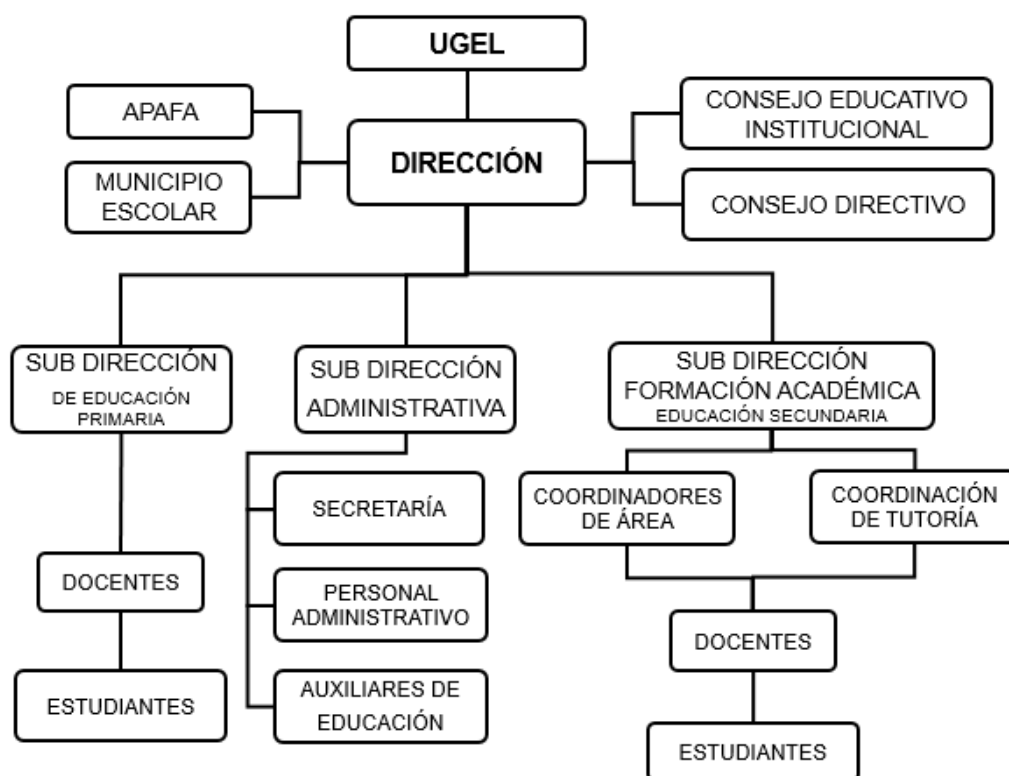 UGEL
APAFA
MUNICIPIO
ESCOLAR
DIRECCIÓN
CONSEJO EDUCATIVO
INSTITUCIONAL
CONSEJO DIRECTIVO
SUB DIRECCIÓN
DE EDUCACIÓN
PRIMARIA
DOCENTES
ESTUDIANTES
SUB DIRECCIÓN
ADMINISTRATIVA
SECRETARÍA
PERSONAL
ADMINISTRATIVO
AUXILIARES DE
EDUCACIÓN
SUB DIRECCIÓN
FORMACIÓN ACADÉMICA
EDUCACIÓN SECUNDARIA
COORDINADORES
DE ÁREA
COORDINACIÓN
DE TUTORÍA
DOCENTES
ESTUDIANTES